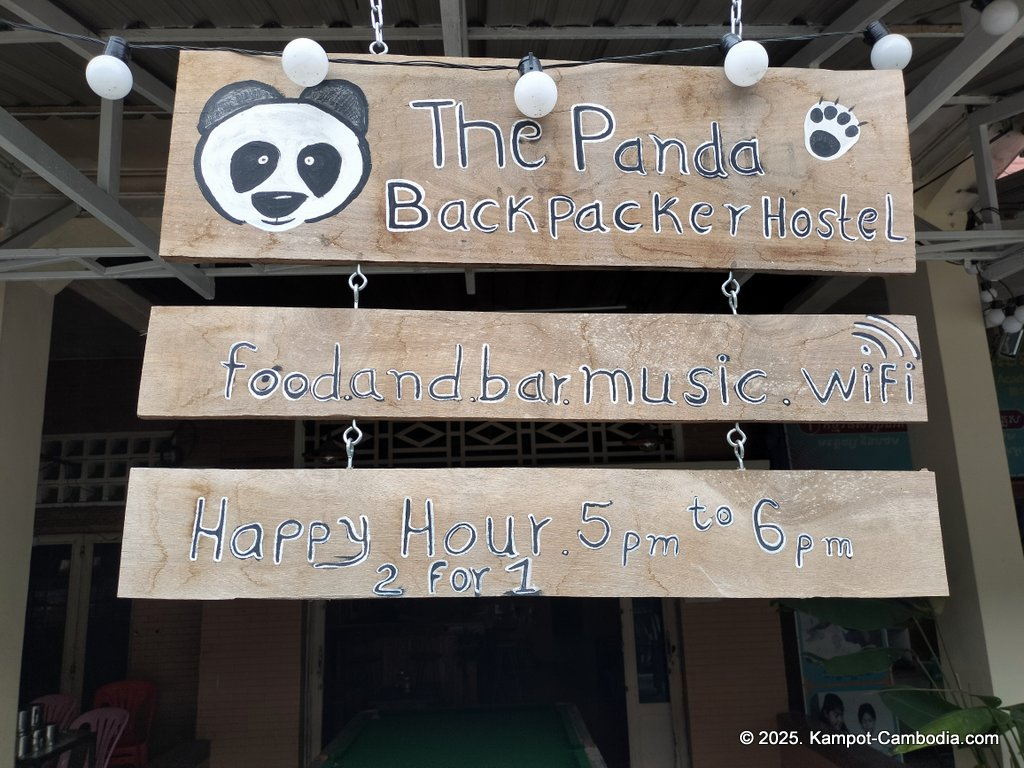 The Panda
Backpacker Hostel
food.and.bar.music.WiFi
Happy Hour.5pm to 6pm
2 for 1
© 2025. Kampot-Cambodia.com